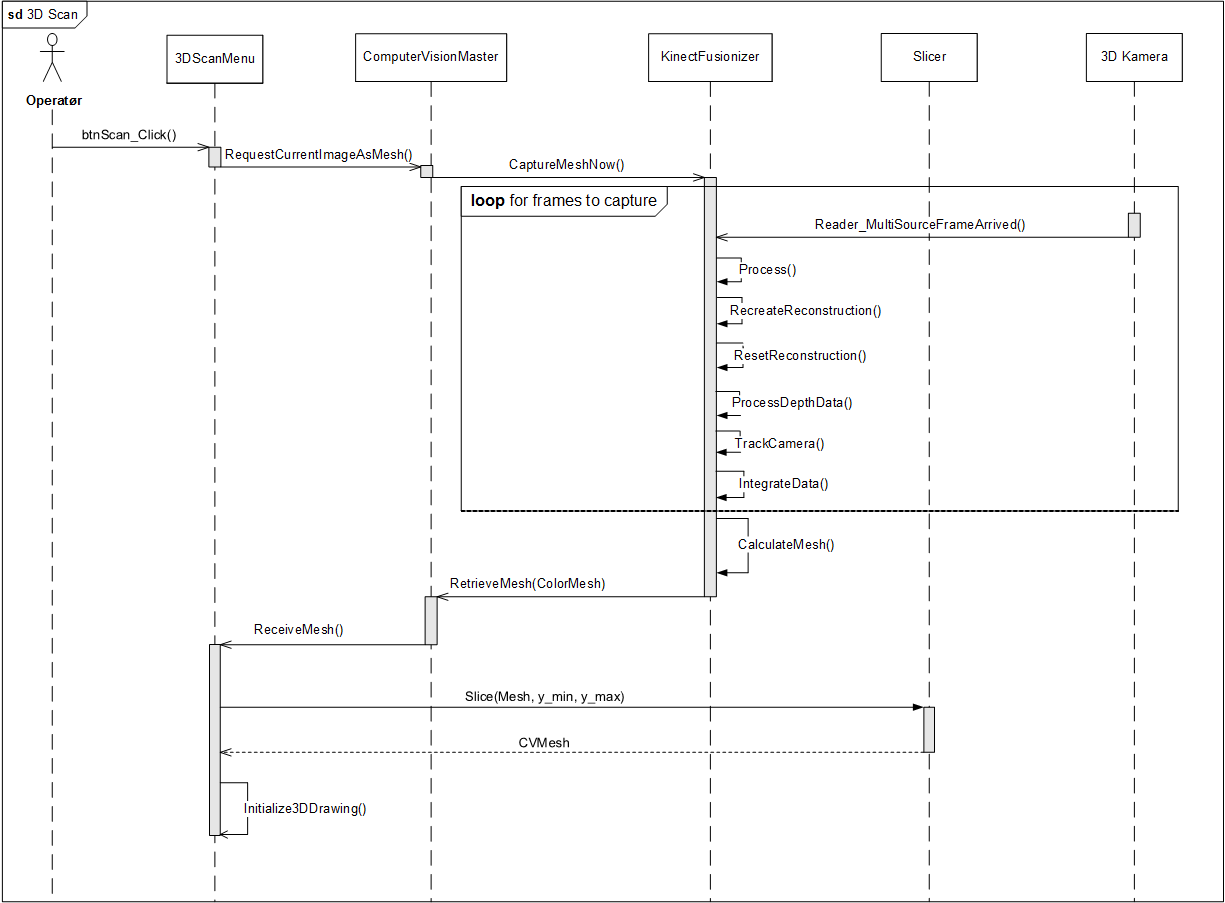 sd 3D Scan
Operatør
3DScanMenu
ComputerVisionMaster
KinectFusionizer
Slicer
3D Kamera
btnScan_Click()
RequestCurrentImageAsMesh()
CaptureMeshNow()
loop for frames to capture
Reader_MultiSourceFrameArrived()
Process()
RecreateReconstruction()
ResetReconstruction()
ProcessDepthData()
TrackCamera()
IntegrateData()
CalculateMesh()
RetrieveMesh(ColorMesh)
ReceiveMesh()
Slice(Mesh, y_min, y_max)
CVMesh
Initialize3DDrawing()